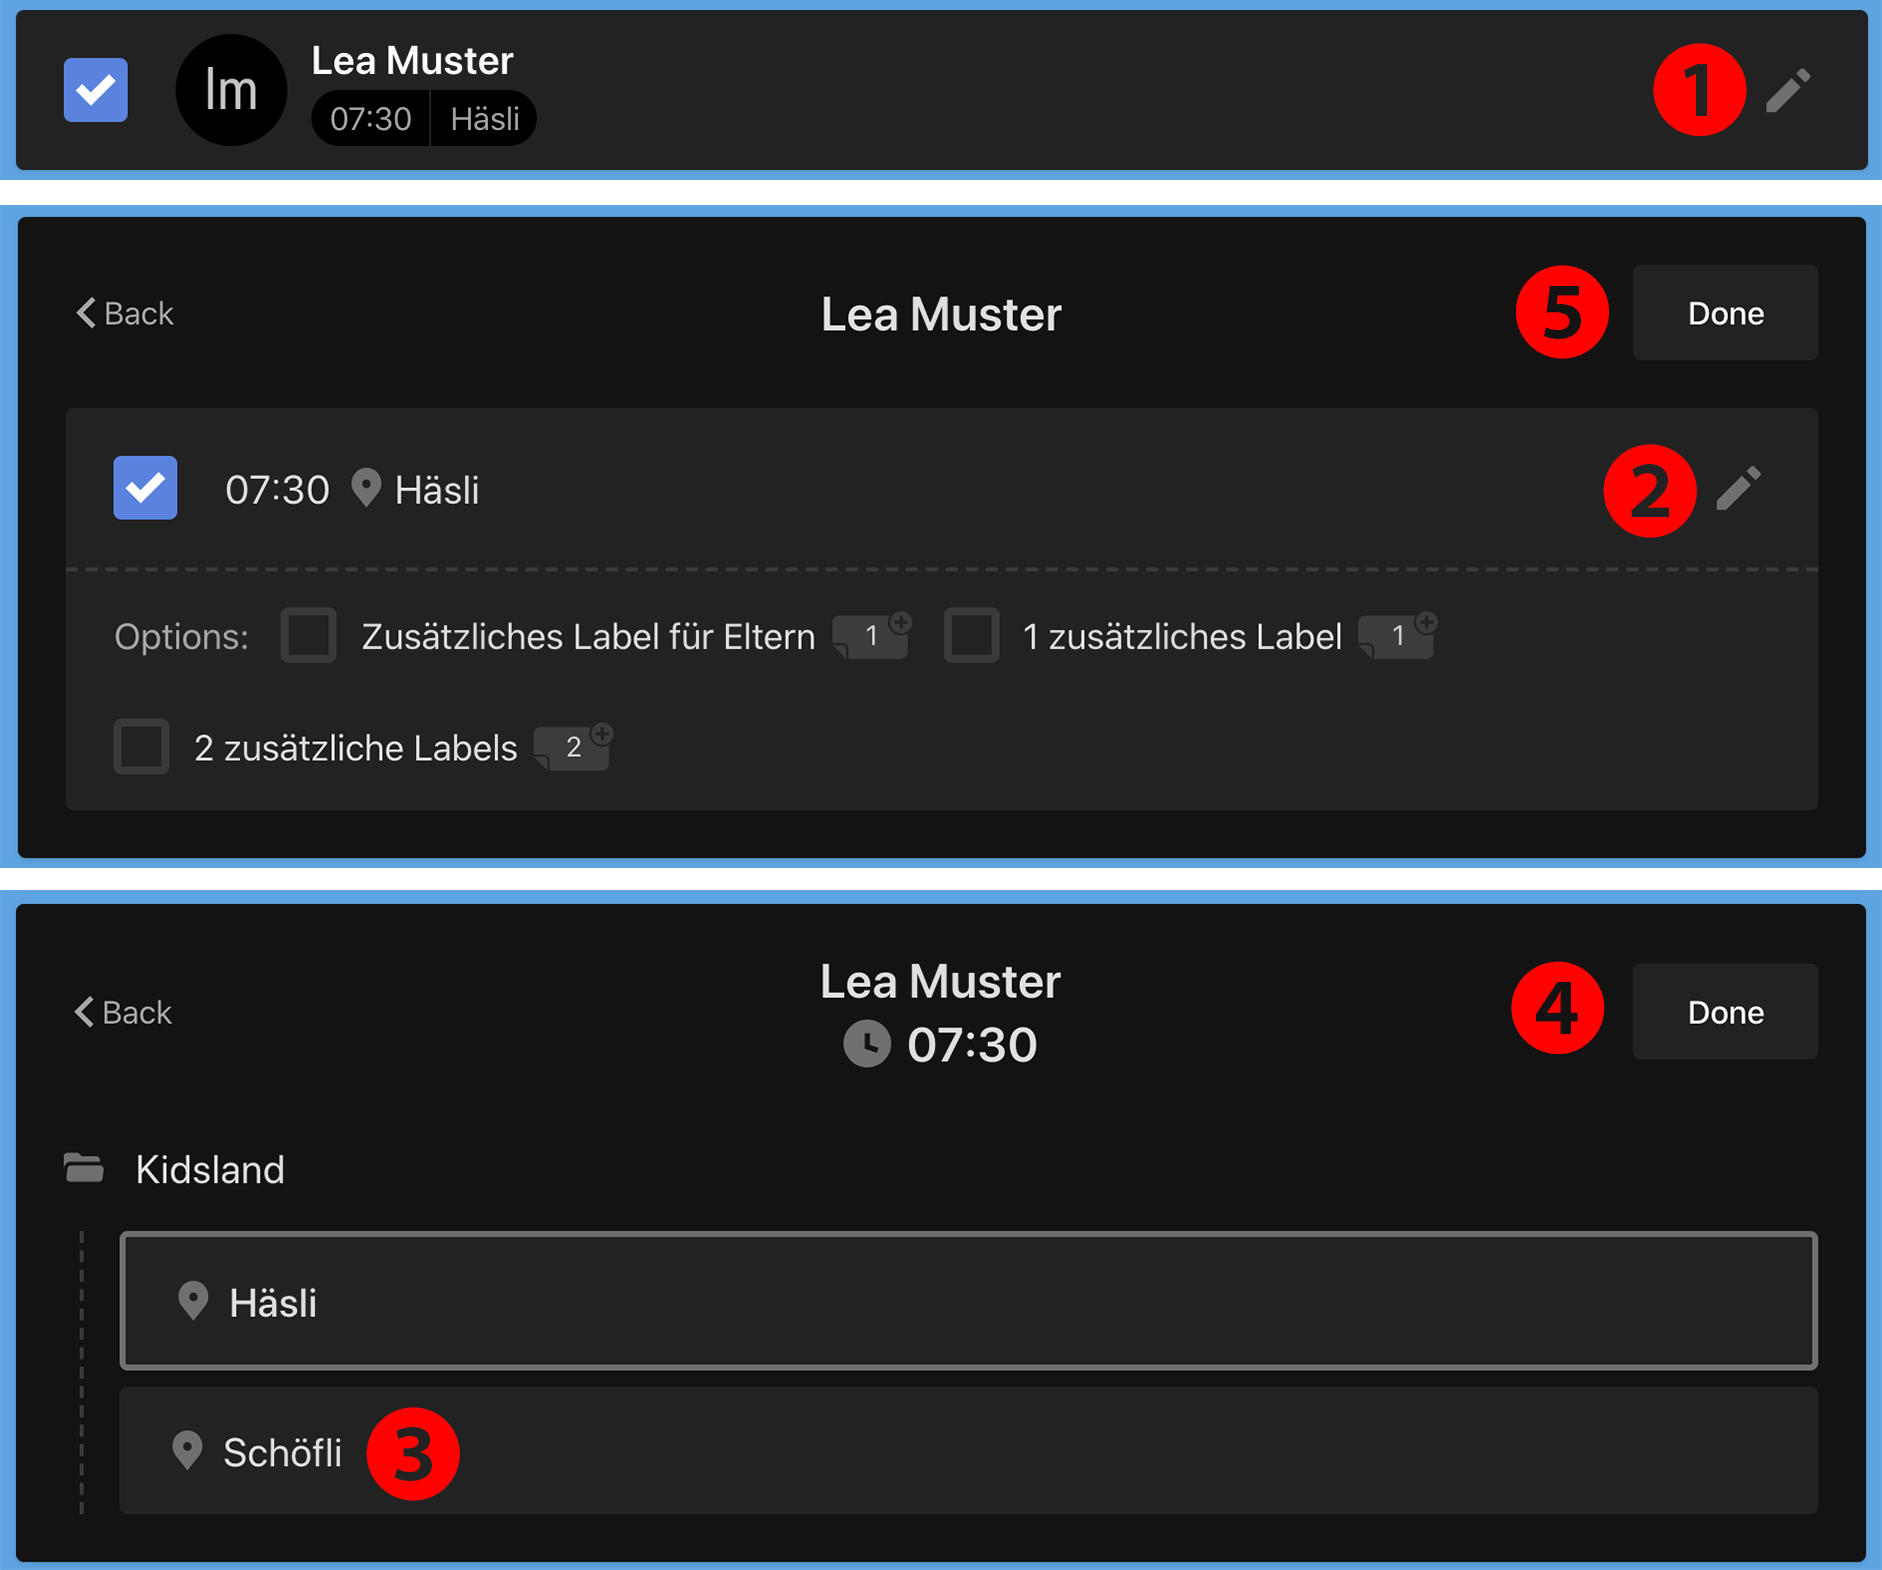 lm
Lea Muster
07:30 Häsli
1
Back
Lea Muster
5
Done
07:30 Häsli
2
Options: Zusätzliches Label für Eltern 1 1 zusätzliches Label 1
2 zusätzliche Labels 2
Back
Lea Muster
07:30
4
Done
Kidsland
Häsli
Schöfli
3